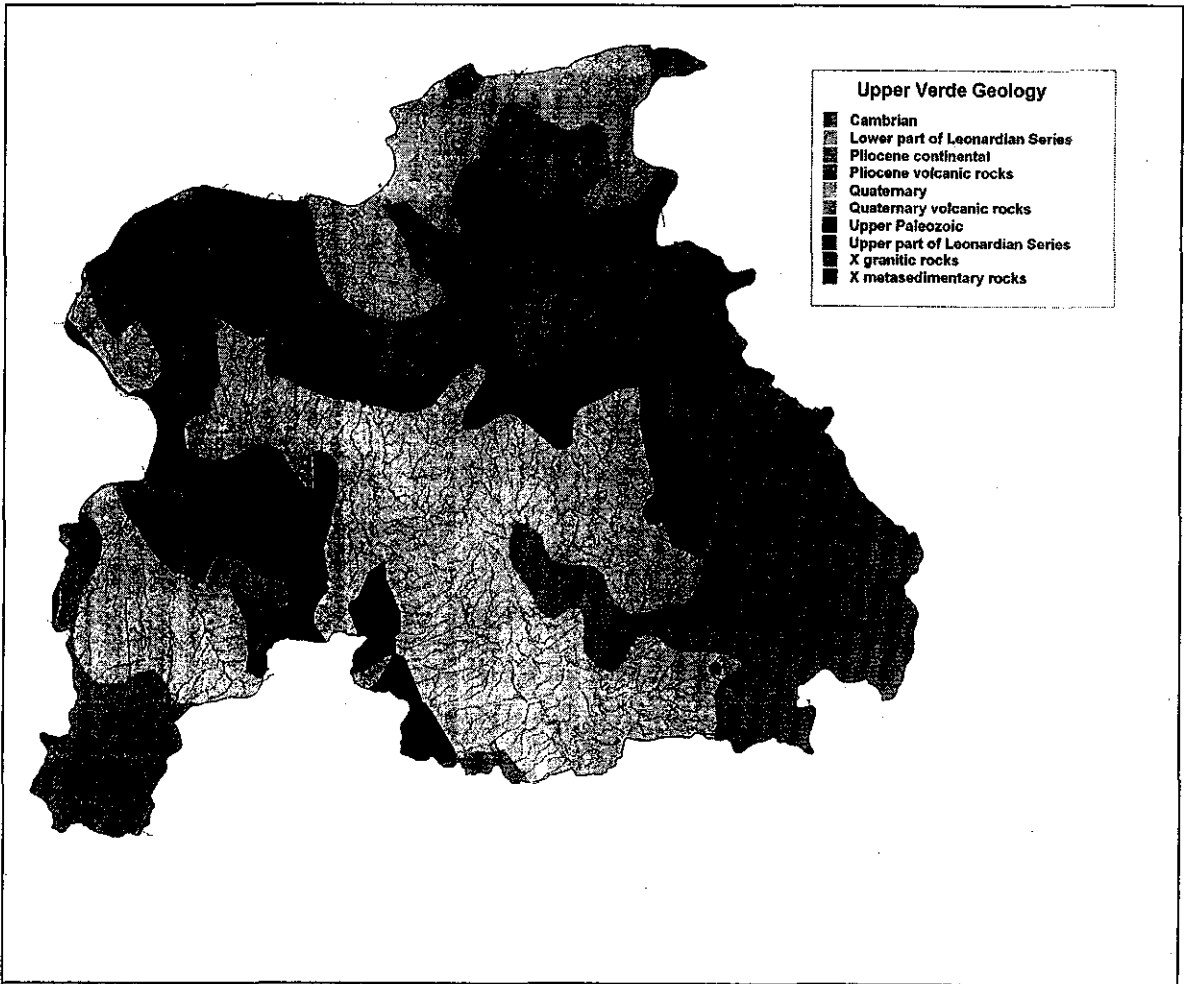 Upper Verde Geology
Cambrian
Lower part of Leonardian Series
Pliocene continental
Pliocene volcanic rocks
Quaternary
Quaternary volcanic rocks
Upper Paleozoic
Upper part of Leonardian Series
X granitic rocks
X metasedimentary rocks